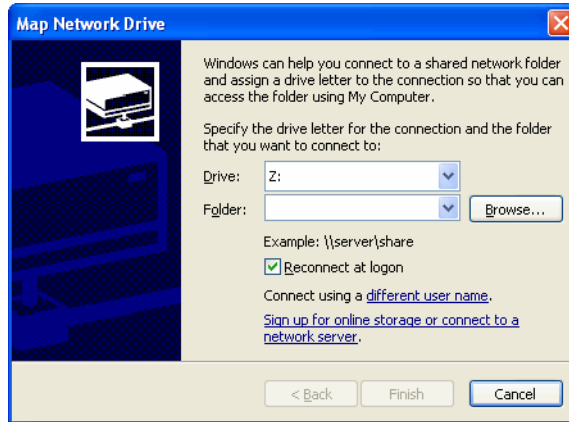 Map Network Drive
Windows can help you connect to a shared network folder
and assign a drive letter to the connection so that you can
access the folder using My Computer.
Specify the drive letter for the connection and the folder
that you want to connect to:
Drive: Z:
Folder: Browse...
Example: \\server\share
Reconnect at logon
Connect using a different user name.
Sign up for online storage or connect to a
network server.
< Back Finish Cancel